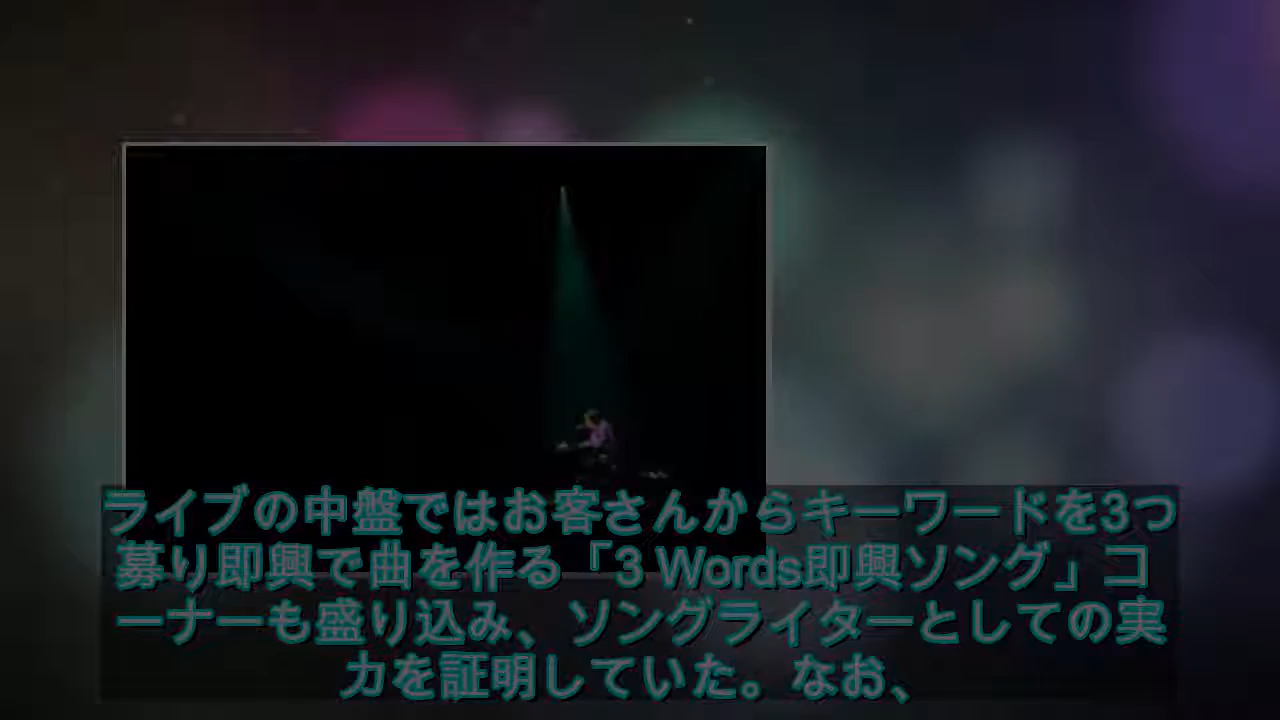 ライブの中盤ではお客さんからキーワードを3つ
募り即興で曲を作る「3 Words即興ソング」コ
ーナーも盛り込み、ソングライターとしての実
力を証明していた。なお、